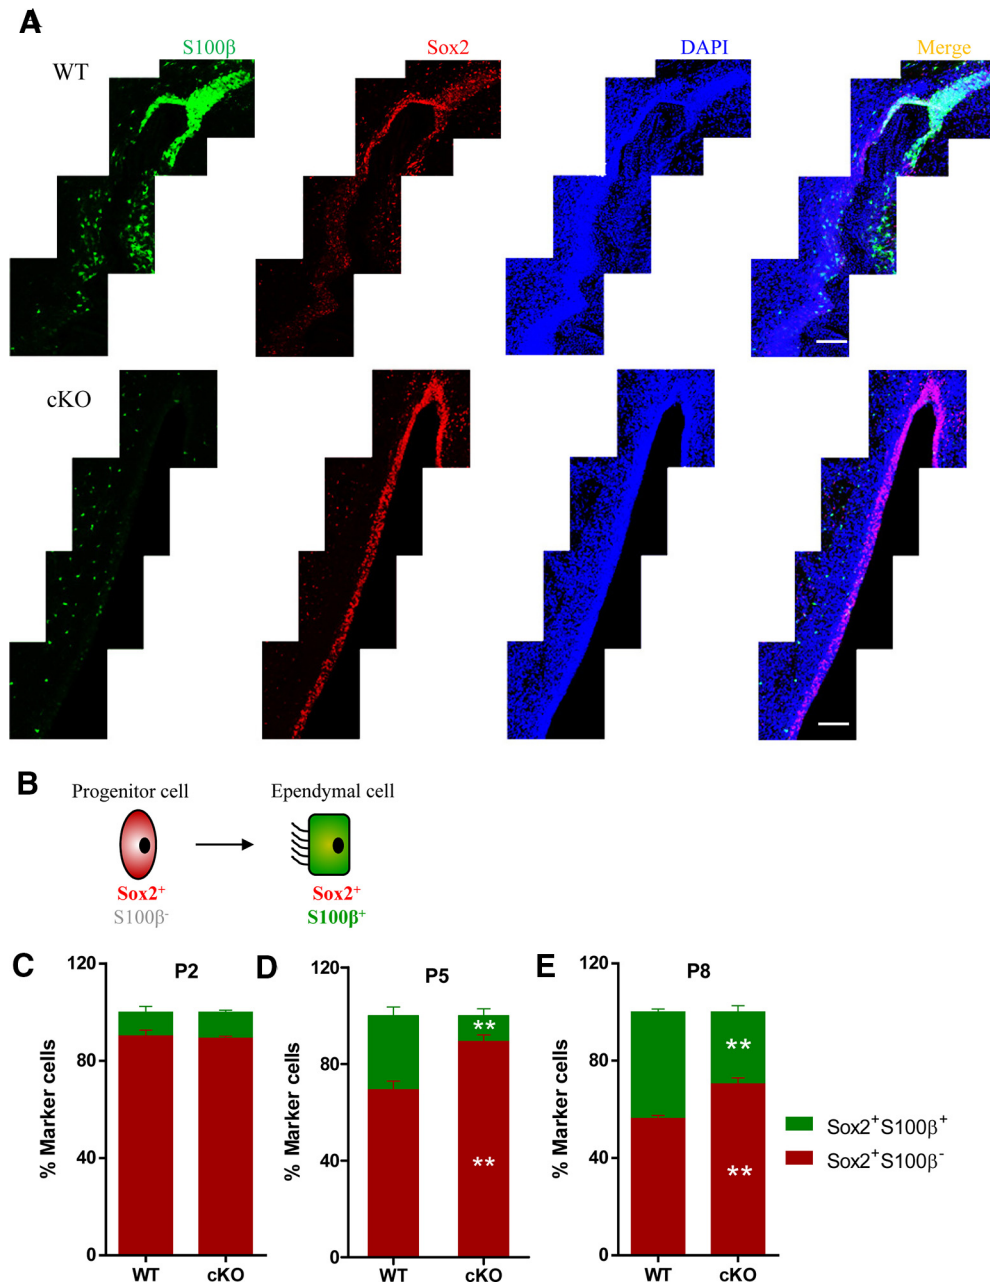 A
S100β Sox2 DAPI Merge
WT
cKO
B
Progenitor cell Ependymal cell
Sox2⁺ Sox2⁺
S100β⁻ S100β⁺
C D E
P2 P5 P8
% Marker cells % Marker cells % Marker cells
120 120 120
80 80 80
40 40 40
0 0 0
** **
** **
WT cKO WT cKO WT cKO
Sox2⁺S100β⁺
Sox2⁺S100β⁻